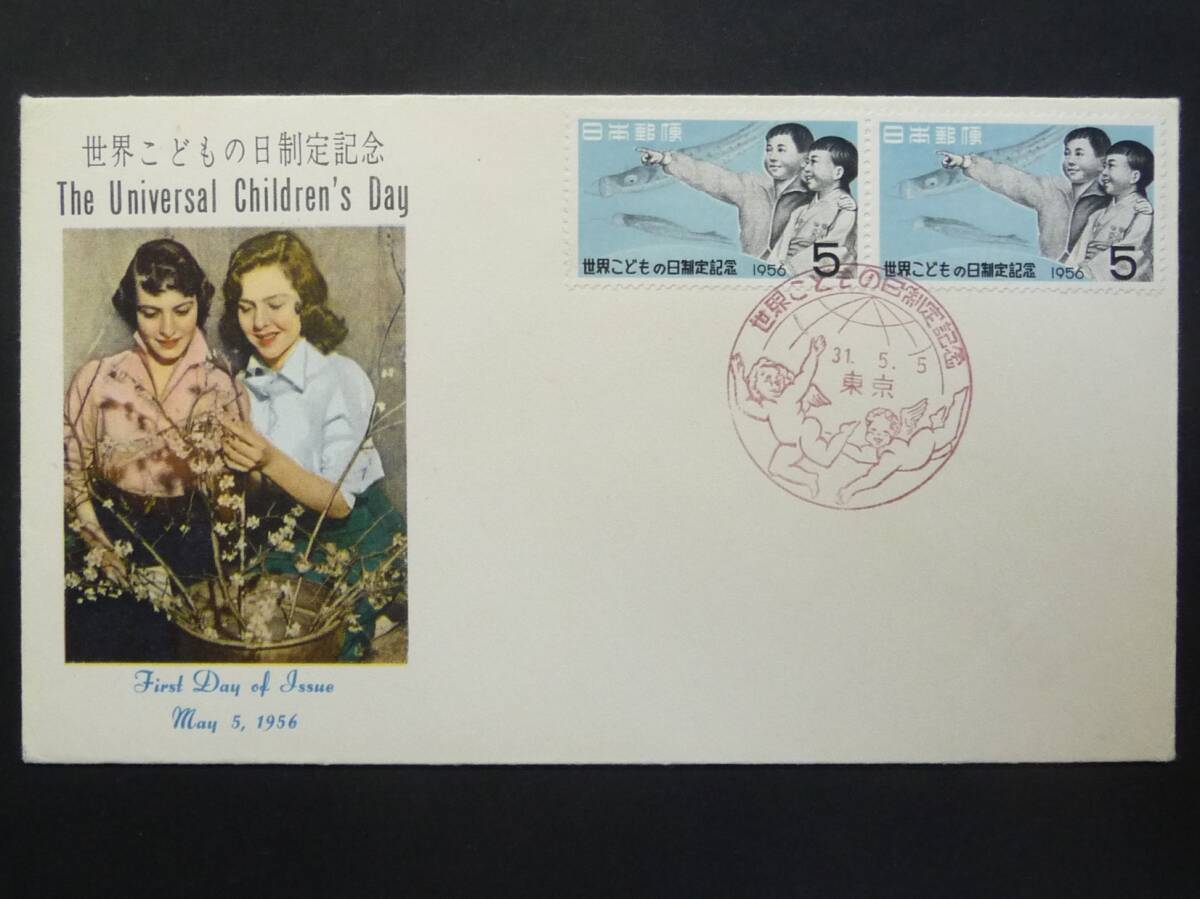 世界こどもの日制定記念
The Universal Children's Day
First Day of Issue
May 5, 1956
日本郵便
世界こどもの日制定記念 1956 5
日本郵便
世界こどもの日制定記念 1956 5
世界こどもの日制定記念
31. 5. 5
東京